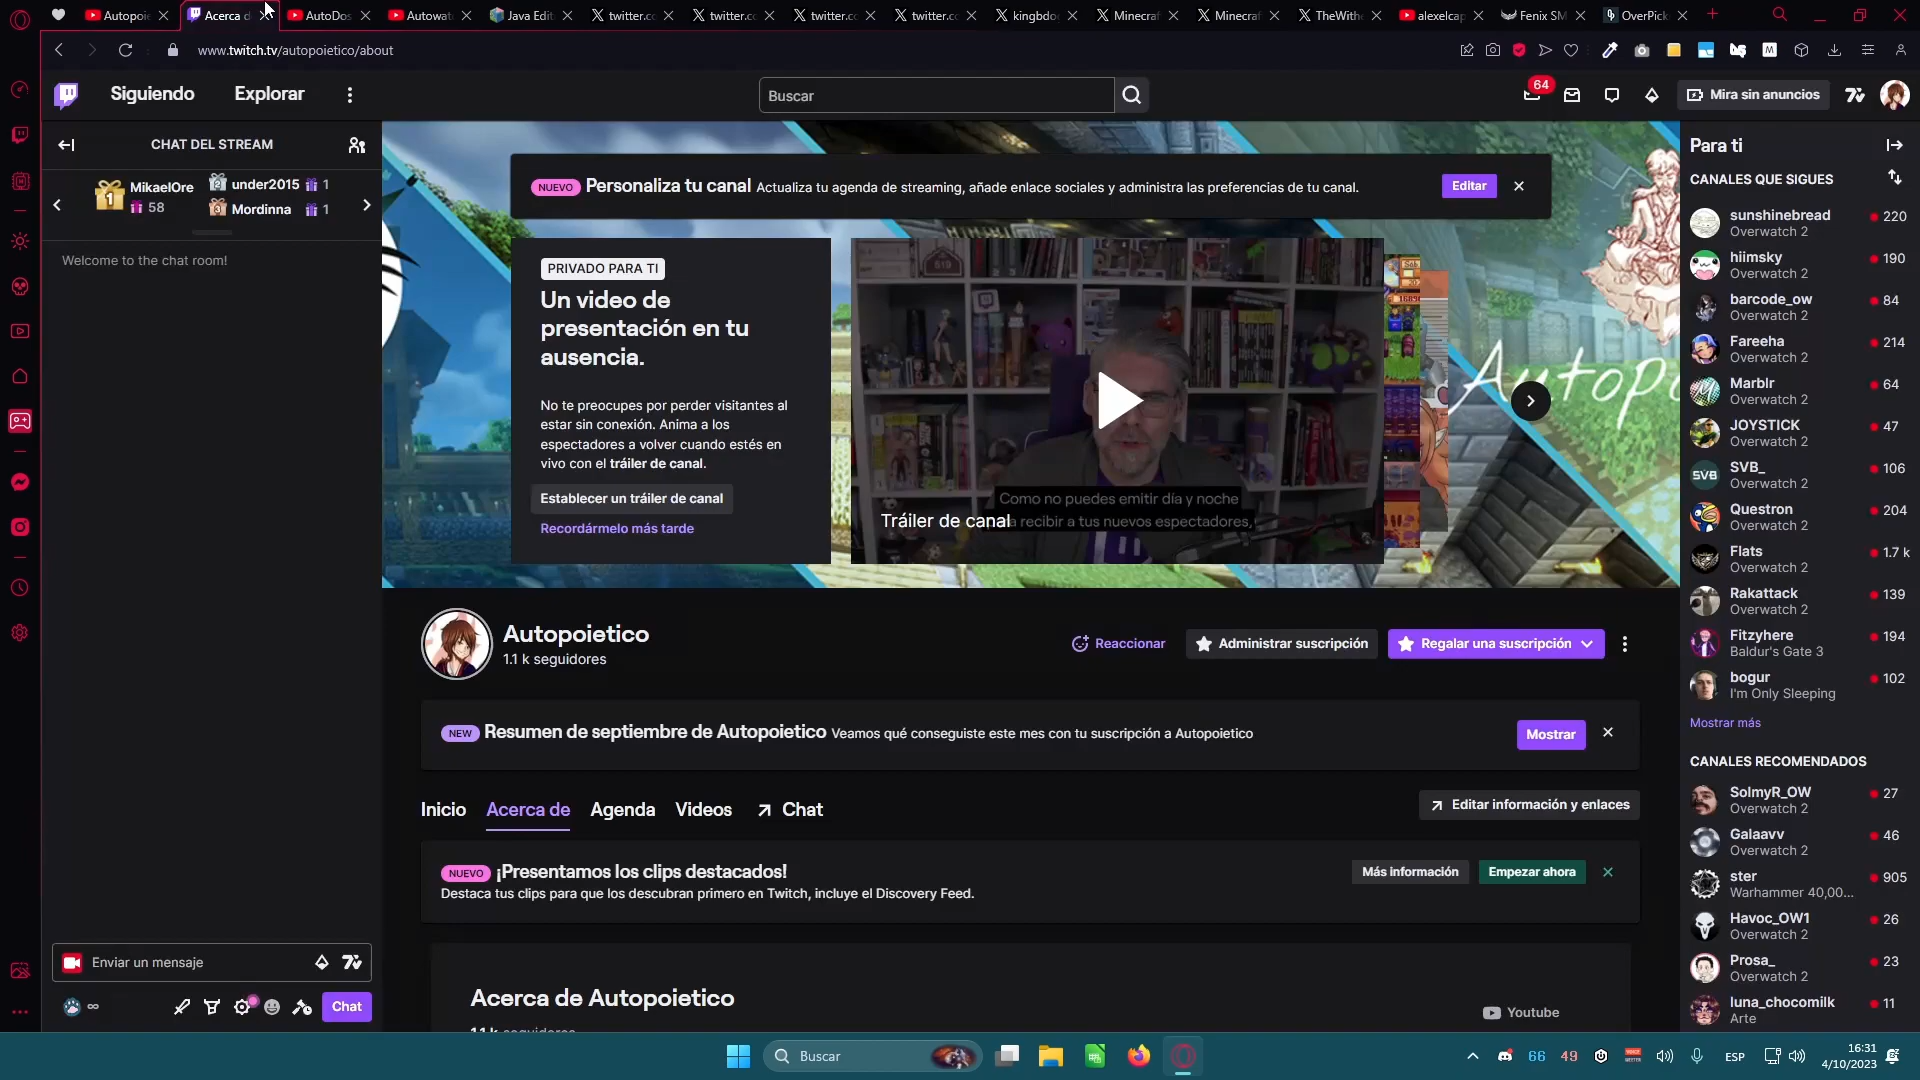 Autopoie
Acerca d
AutoDos
Autowat
Java Edit
twitter.c
twitter.c
twitter.c
twitter.c
kingbdo
Minecraf
Minecraf
TheWith
alexelcap
Fenix SM
OverPick
www.twitch.tv/autopoietico/about
Siguiendo
Explorar
Buscar
64
Mira sin anuncios
CHAT DEL STREAM
1
MikaelOre
58
2
under2015
1
3
Mordinna
1
Welcome to the chat room!
NUEVO Personaliza tu canal Actualiza tu agenda de streaming, añade enlace sociales y administra las preferencias de tu canal.
Editar
PRIVADO PARA TI
Un video de
presentación en tu
ausencia.
No te preocupes por perder visitantes al
estar sin conexión. Anima a los
espectadores a volver cuando estés en
vivo con el tráiler de canal.
Establecer un tráiler de canal
Recordármelo más tarde
Como no puedes emitir día y noche
a recibir a tus nuevos espectadores,
Tráiler de canal
Autopo
Autopoietico
1.1 k seguidores
Reaccionar
Administrar suscripción
Regalar una suscripción
NEW Resumen de septiembre de Autopoietico Veamos qué conseguiste este mes con tu suscripción a Autopoietico
Mostrar
Inicio
Acerca de
Agenda
Videos
Chat
Editar información y enlaces
NUEVO ¡Presentamos los clips destacados!
Destaca tus clips para que los descubran primero en Twitch, incluye el Discovery Feed.
Más información
Empezar ahora
Acerca de Autopoietico
1.1 k seguidores
Youtube
Enviar un mensaje
Chat
Para ti
CANALES QUE SIGUES
sunshinebread
220
Overwatch 2
hiimsky
190
Overwatch 2
barcode_ow
84
Overwatch 2
Fareeha
214
Overwatch 2
Marblr
64
Overwatch 2
JOYSTICK
47
Overwatch 2
SVB
SVB_
106
Overwatch 2
Questron
204
Overwatch 2
Flats
1.7 k
Overwatch 2
Rakattack
139
Overwatch 2
Fitzyhere
194
Baldur's Gate 3
bogur
102
I'm Only Sleeping
Mostrar más
CANALES RECOMENDADOS
SolmyR_OW
27
Overwatch 2
Galaavv
46
Overwatch 2
ster
905
Warhammer 40,00...
Havoc_OW1
26
Overwatch 2
Prosa_
23
Overwatch 2
luna_chocomilk
11
Arte
Buscar
66
49
ESP
16:31
4/10/2023